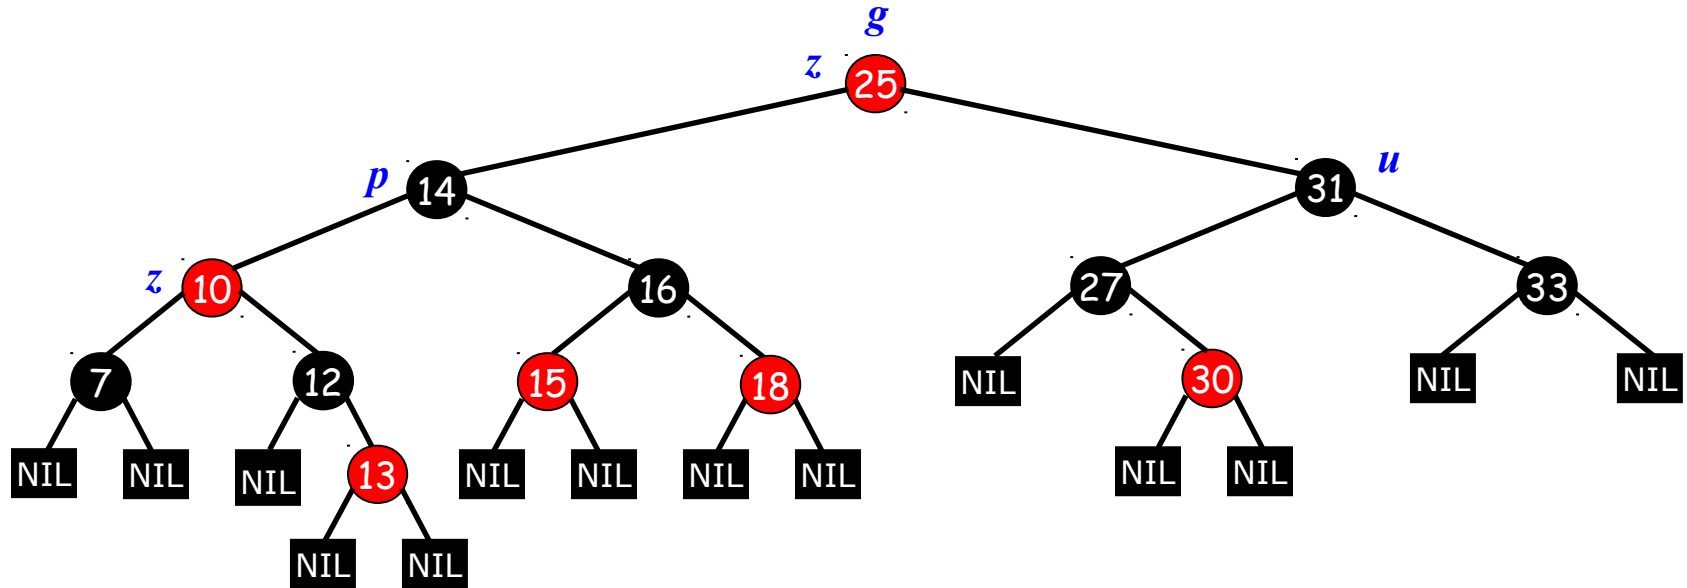 g
z 25
p 14 31 u
z 10 16 27 33
7 12 15 18 NIL 30 NIL NIL
NIL NIL NIL 13 NIL NIL NIL NIL NIL NIL
NIL NIL